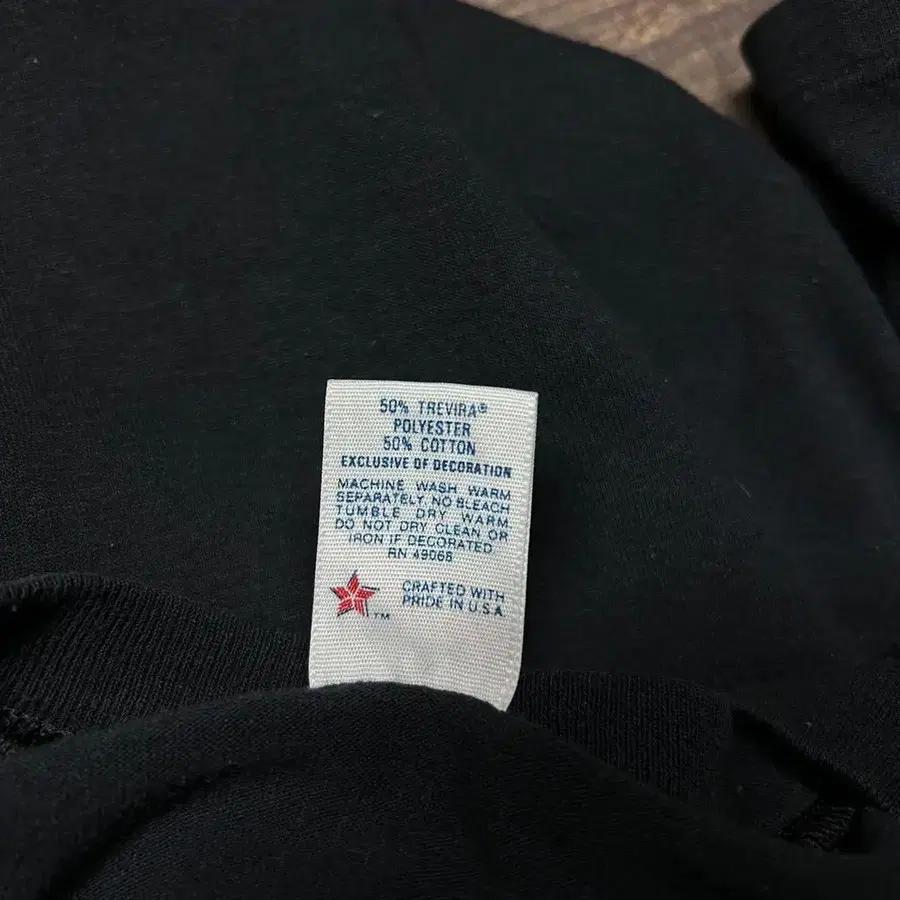 50% TREVIRA®
POLYESTER
50% COTTON
EXCLUSIVE OF DECORATION
MACHINE WASH WARM
SEPARATELY, NO BLEACH
TUMBLE DRY WARM
DO NOT DRY CLEAN OR
IRON IF DECORATED
RN 49068
CRAFTED WITH
PRIDE IN U.S.A.
TM